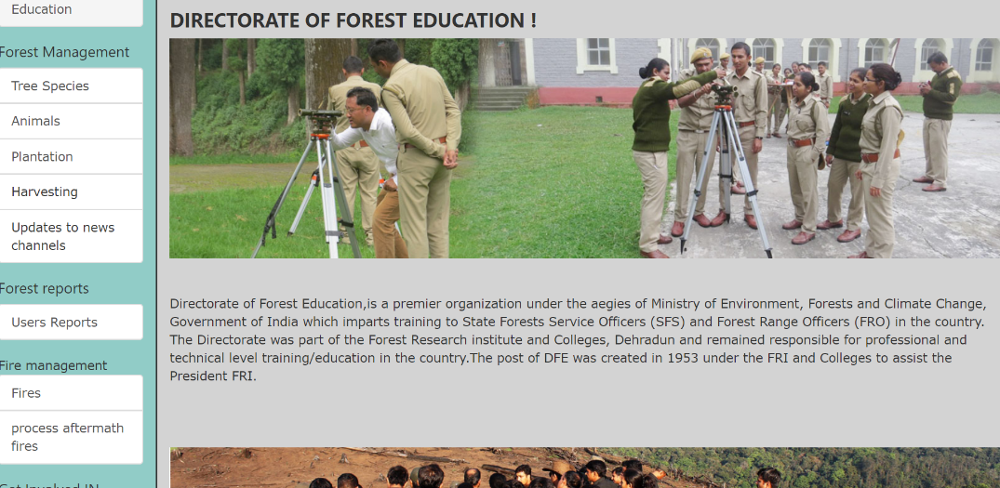 Education
Forest Management
Tree Species
Animals
Plantation
Harvesting
Updates to news
channels
Forest reports
Users Reports
Fire management
Fires
process aftermath
fires
Get Involved IN
DIRECTORATE OF FOREST EDUCATION !
Directorate of Forest Education,is a premier organization under the aegies of Ministry of Environment, Forests and Climate Change,
Government of India which imparts training to State Forests Service Officers (SFS) and Forest Range Officers (FRO) in the country.
The Directorate was part of the Forest Research institute and Colleges, Dehradun and remained responsible for professional and
technical level training/education in the country.The post of DFE was created in 1953 under the FRI and Colleges to assist the
President FRI.